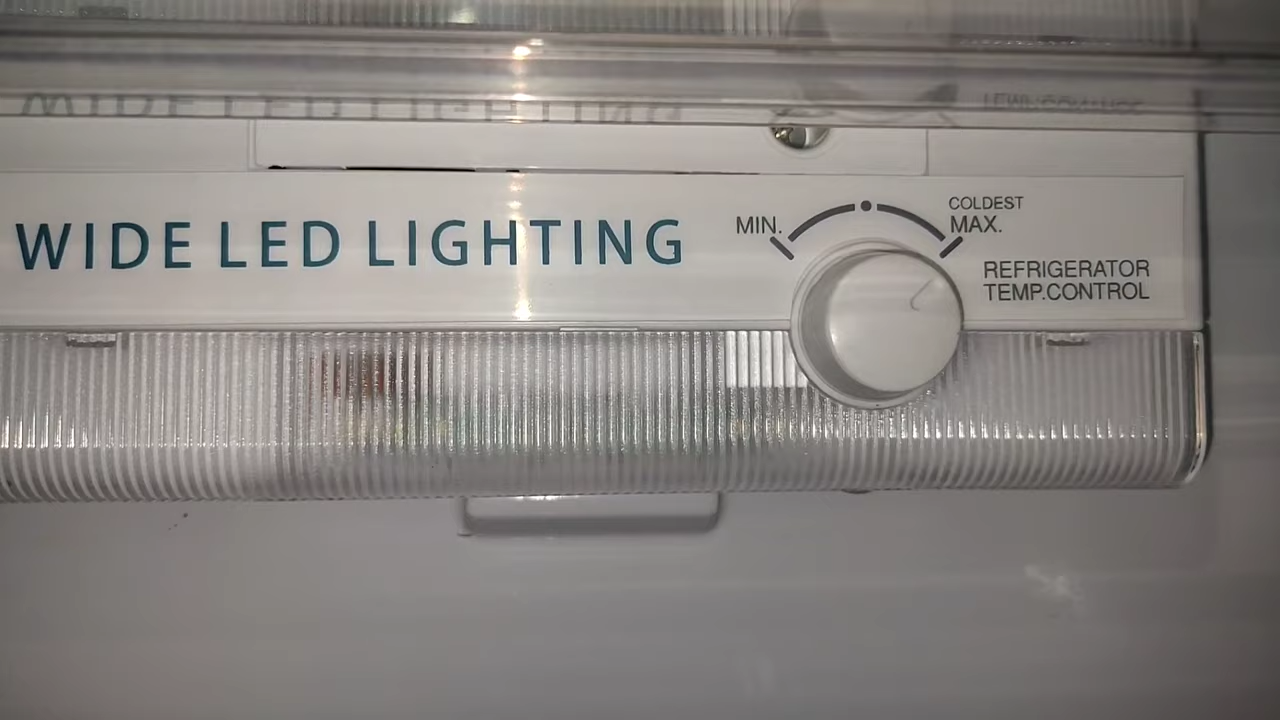 WIDE LED LIGHTING
MIN.
COLDEST
MAX.
REFRIGERATOR
TEMP.CONTROL